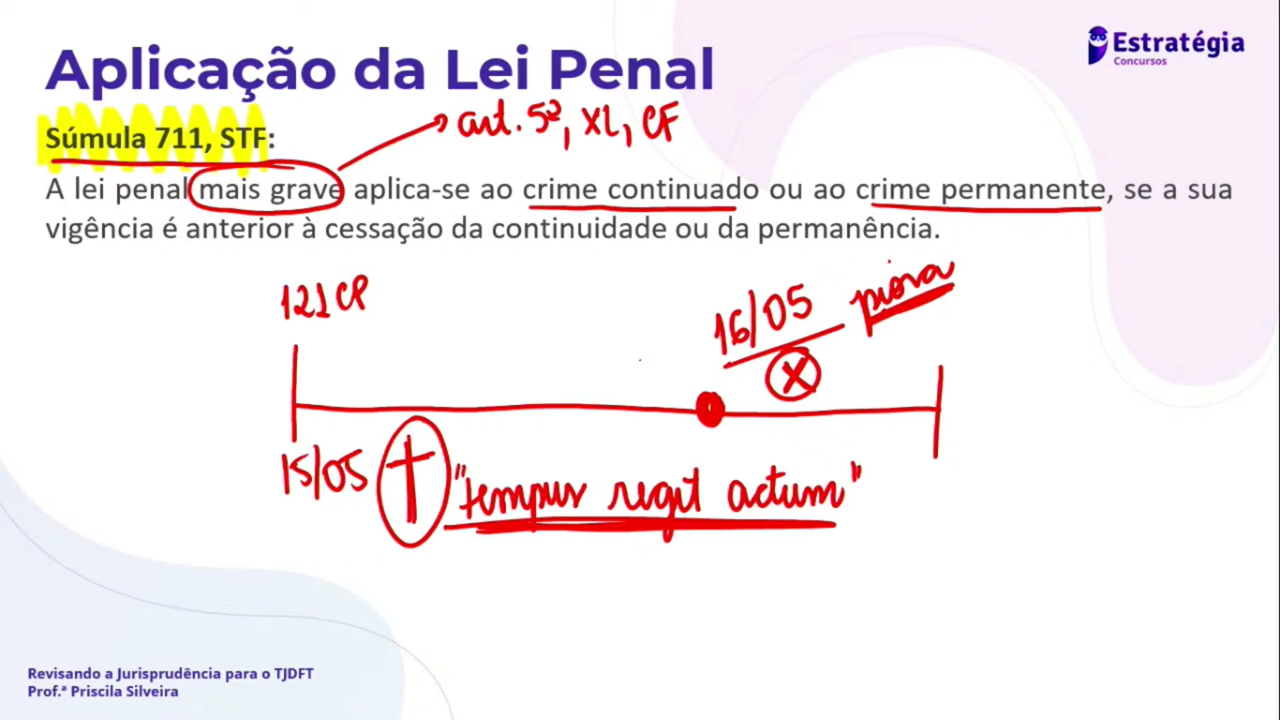 Estratégia
Concursos
Aplicação da Lei Penal
Súmula 711, STF:
art. 5º, XL, CF
A lei penal mais grave aplica-se ao crime continuado ou ao crime permanente, se a sua
vigência é anterior à cessação da continuidade ou da permanência.
121 CP
16/05 piora
X
15/05
"tempus regit actum"
Revisando a Jurisprudência para o TJDFT
Prof.ª Priscila Silveira